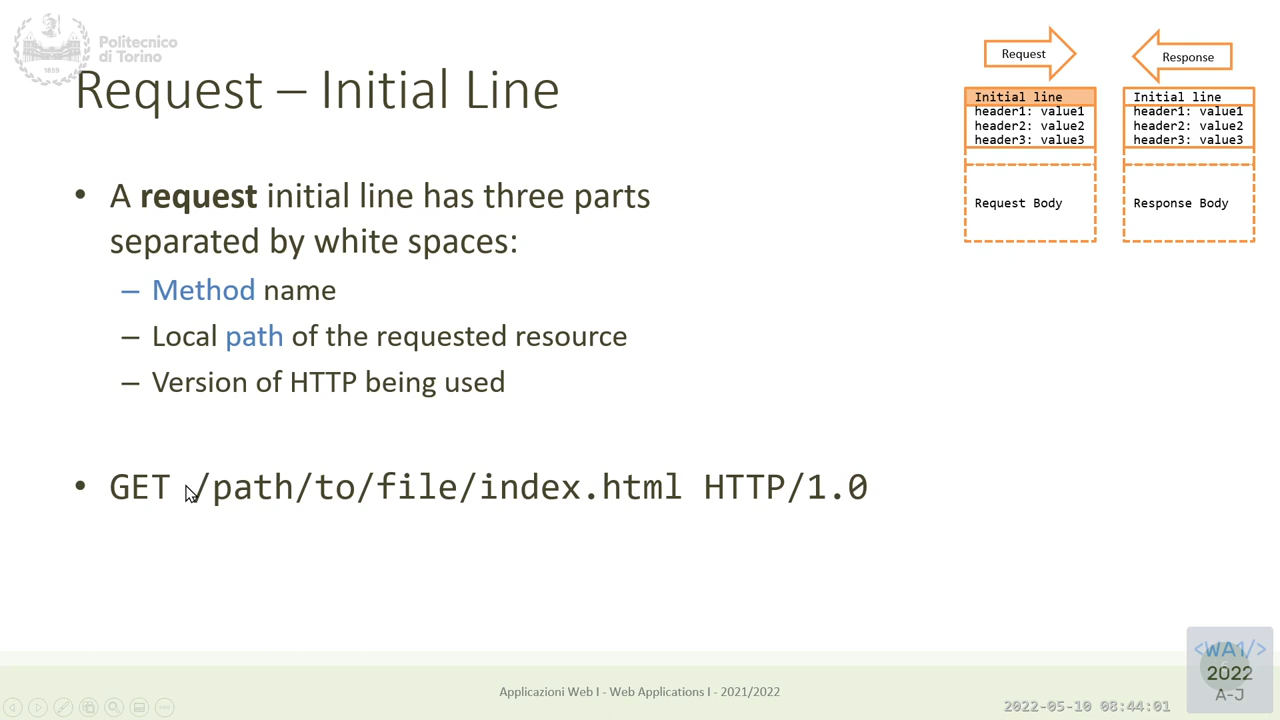 Politecnico
di Torino
1859
Request – Initial Line
Request
Response
Initial line
header1: value1
header2: value2
header3: value3
Request Body
Initial line
header1: value1
header2: value2
header3: value3
Response Body
• A request initial line has three parts
separated by white spaces:
– Method name
– Local path of the requested resource
– Version of HTTP being used
• GET /path/to/file/index.html HTTP/1.0
Applicazioni Web I - Web Applications I - 2021/2022
2022-05-10 08:44:01
<WA1/>
2022
A-J